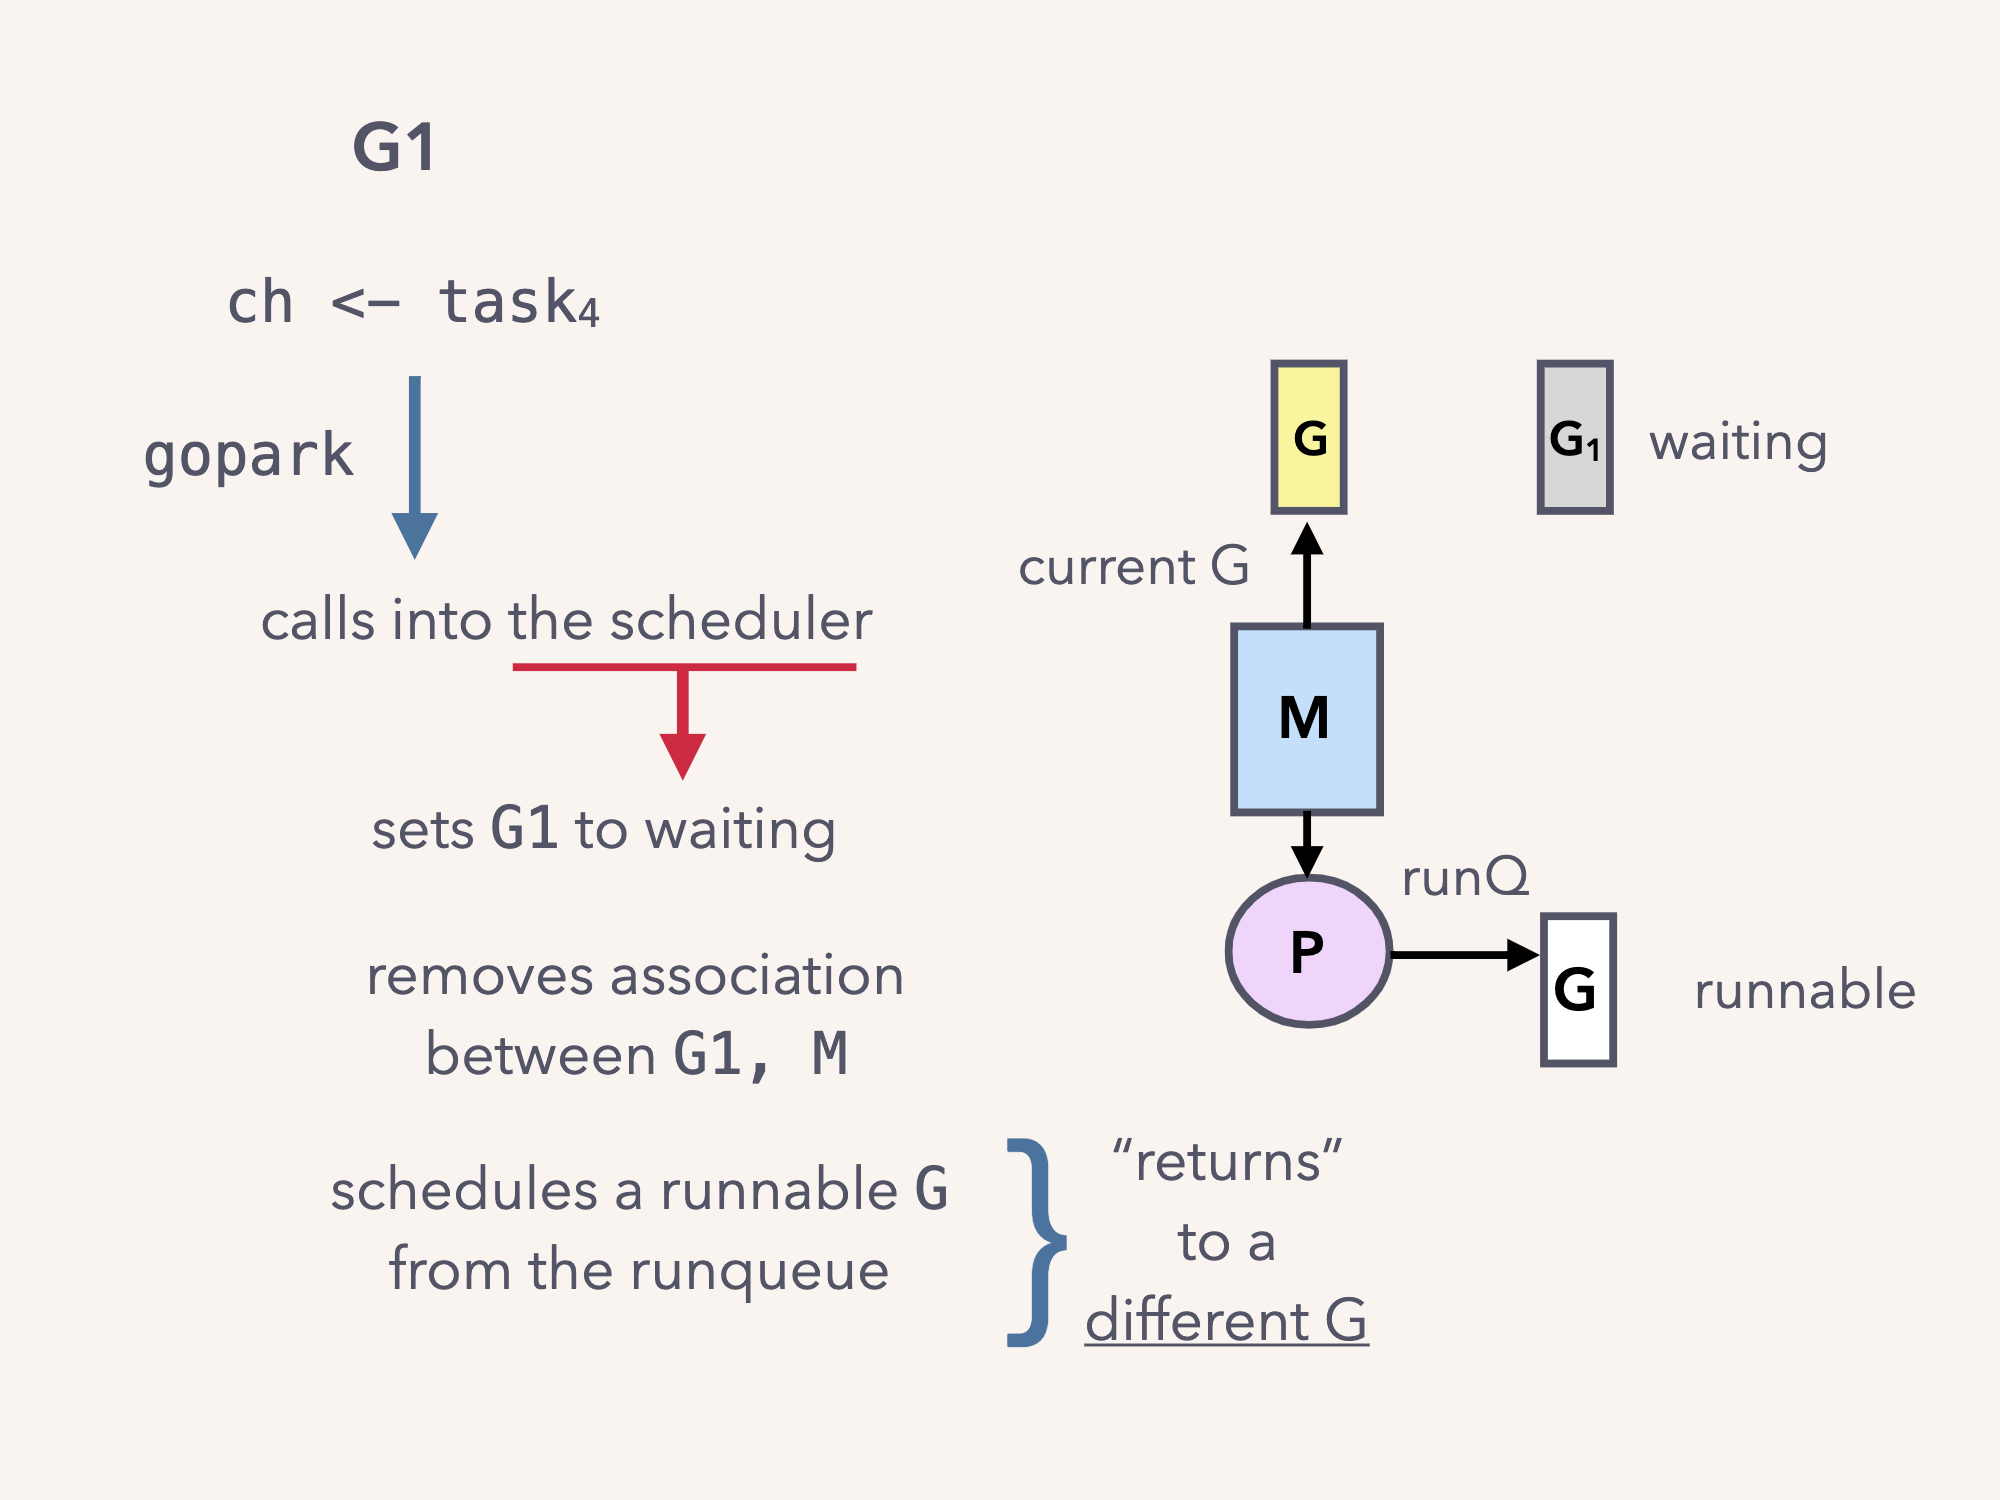 G1
ch <- task₄
gopark
calls into the scheduler
sets G1 to waiting
removes association
between G1, M
schedules a runnable G
from the runqueue
“returns”
to a
different G
G
G₁
waiting
current G
M
runQ
P
G
runnable